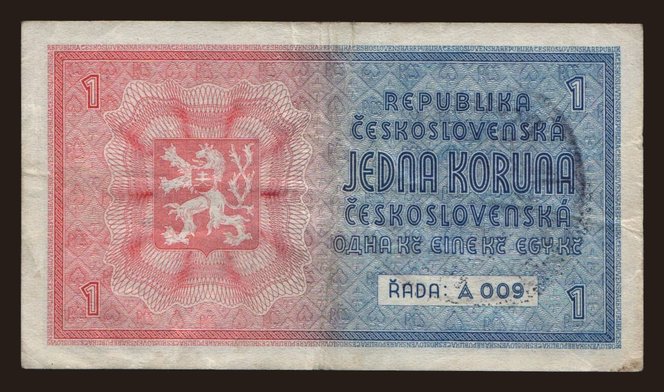 1
1
REPUBLIKA
ČESKOSLOVENSKÁ
JEDNA KORUNA
ČESKOSLOVENSKÁ
ОДНА Kč EINE Kč EGY Kč
ŘADA: A 009
1
1